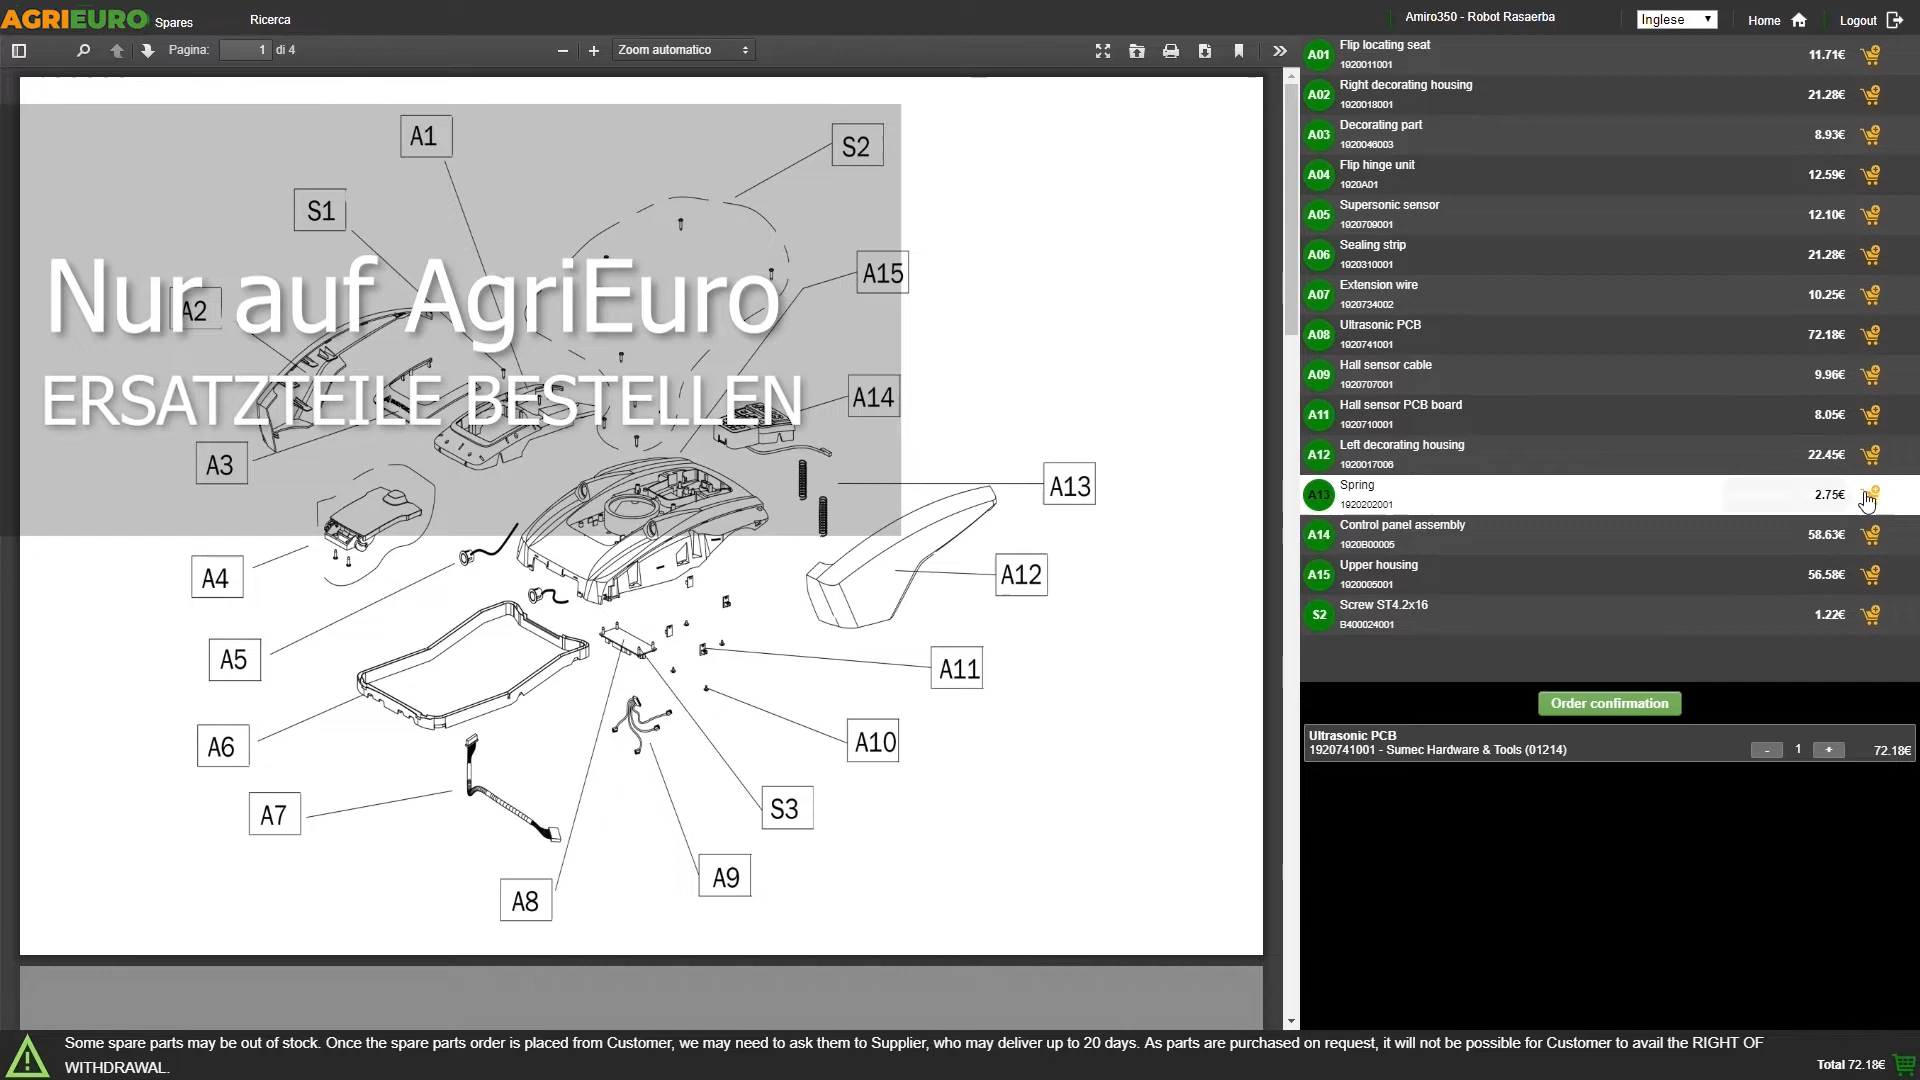 AGRIEURO Spares
Ricerca
Amiro350 - Robot Rasaerba
Inglese
Home
Logout
Pagina: 1 di 4
Zoom automatico
A1
S2
S1
A15
A2
Nur auf AgriEuro
ERSATZTEILE BESTELLEN
A14
A3
A13
A4
A12
A5
A11
A6
A10
A7
S3
A9
A8
A01 Flip locating seat 11.71€
1920011001
A02 Right decorating housing 21.28€
1920018001
A03 Decorating part 8.93€
1920046003
A04 Flip hinge unit 12.59€
1920A01
A05 Supersonic sensor 12.10€
1920709001
A06 Sealing strip 21.28€
1920310001
A07 Extension wire 10.25€
1920734002
A08 Ultrasonic PCB 72.18€
1920741001
A09 Hall sensor cable 9.96€
1920707001
A11 Hall sensor PCB board 8.05€
1920710001
A12 Left decorating housing 22.45€
1920017006
A13 Spring 2.75€
1920202001
A14 Control panel assembly 58.63€
1920B00005
A15 Upper housing 56.58€
1920005001
S2 Screw ST4.2x16 1.22€
B400024001
Order confirmation
Ultrasonic PCB
1920741001 - Sumec Hardware & Tools (01214) - 1 + 72.18€
Some spare parts may be out of stock. Once the spare parts order is placed from Customer, we may need to ask them to Supplier, who may deliver up to 20 days. As parts are purchased on request, it will not be possible for Customer to avail the RIGHT OF
WITHDRAWAL.
Total 72.18€